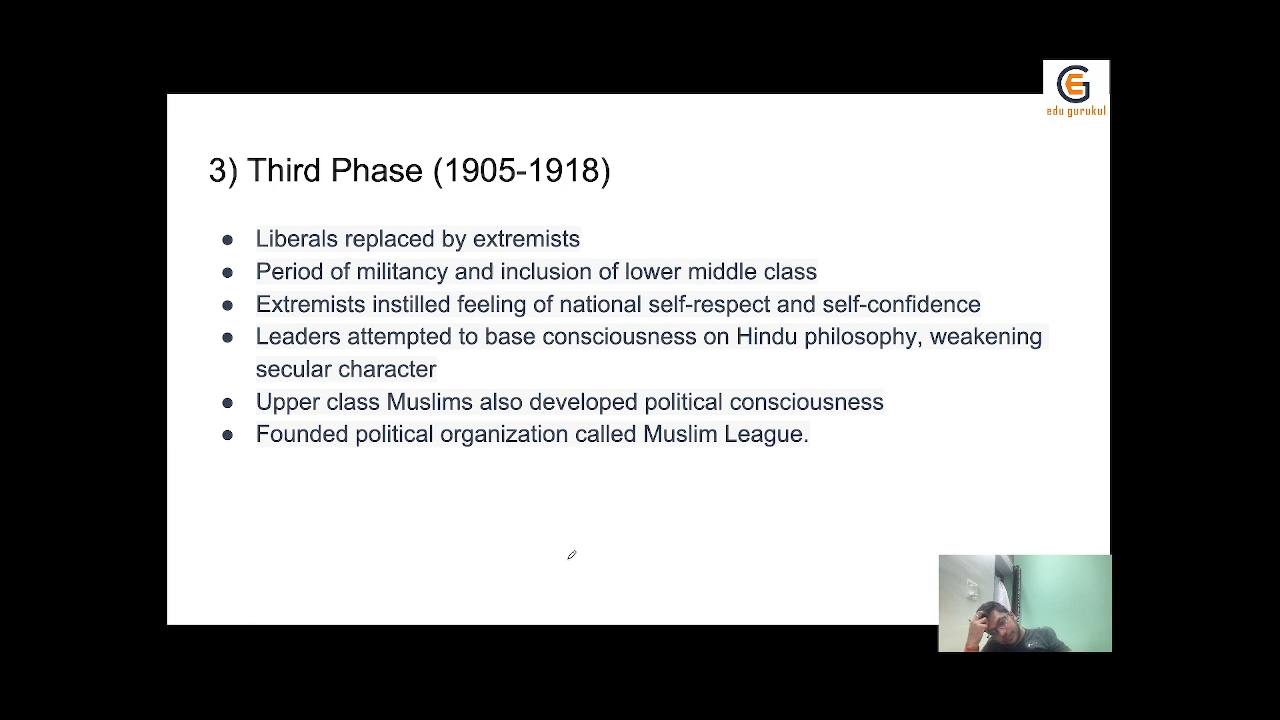 edu gurukul
3) Third Phase (1905-1918)
● Liberals replaced by extremists
● Period of militancy and inclusion of lower middle class
● Extremists instilled feeling of national self-respect and self-confidence
● Leaders attempted to base consciousness on Hindu philosophy, weakening
secular character
● Upper class Muslims also developed political consciousness
● Founded political organization called Muslim League.